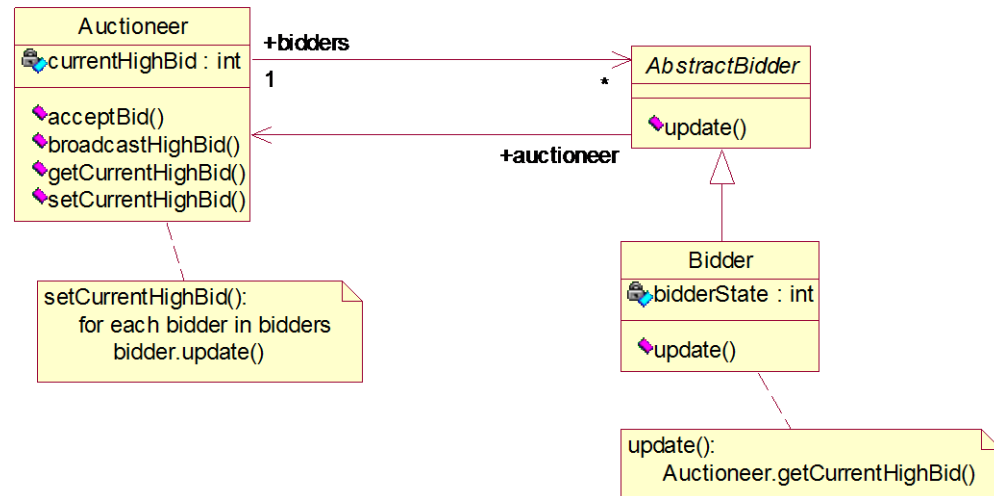 Auctioneer
currentHighBid : int
acceptBid()
broadcastHighBid()
getCurrentHighBid()
setCurrentHighBid()
+bidders
1
*
+auctioneer
AbstractBidder
update()
Bidder
bidderState : int
update()
setCurrentHighBid():
for each bidder in bidders
bidder.update()
update():
Auctioneer.getCurrentHighBid()